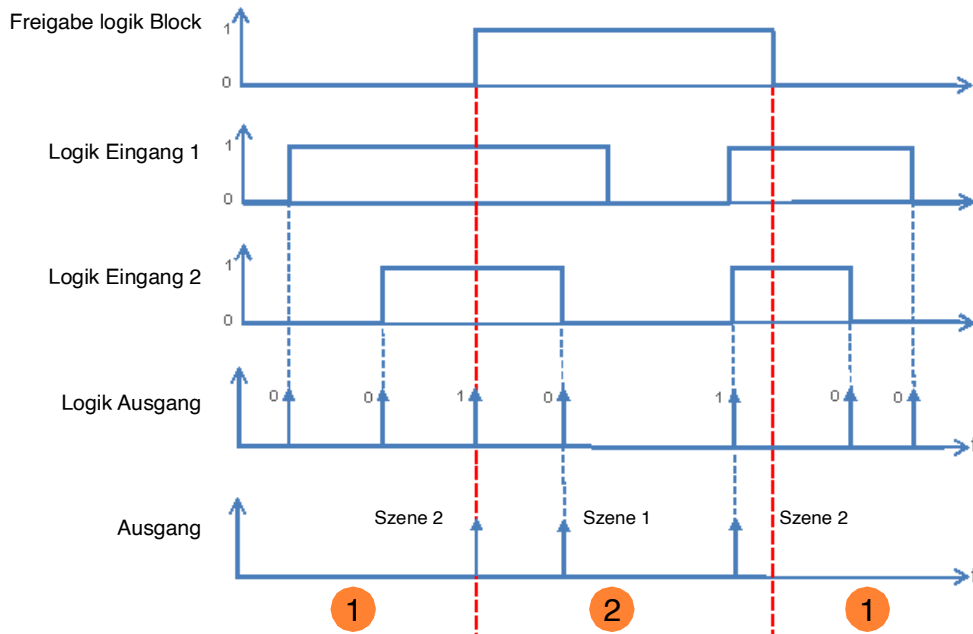 Freigabe logik Block
1
0
Logik Eingang 1
1
0
Logik Eingang 2
1
0
Logik Ausgang
0 0 1 0 1 0 0
t
Ausgang
Szene 2 Szene 1 Szene 2
t
1 2 1